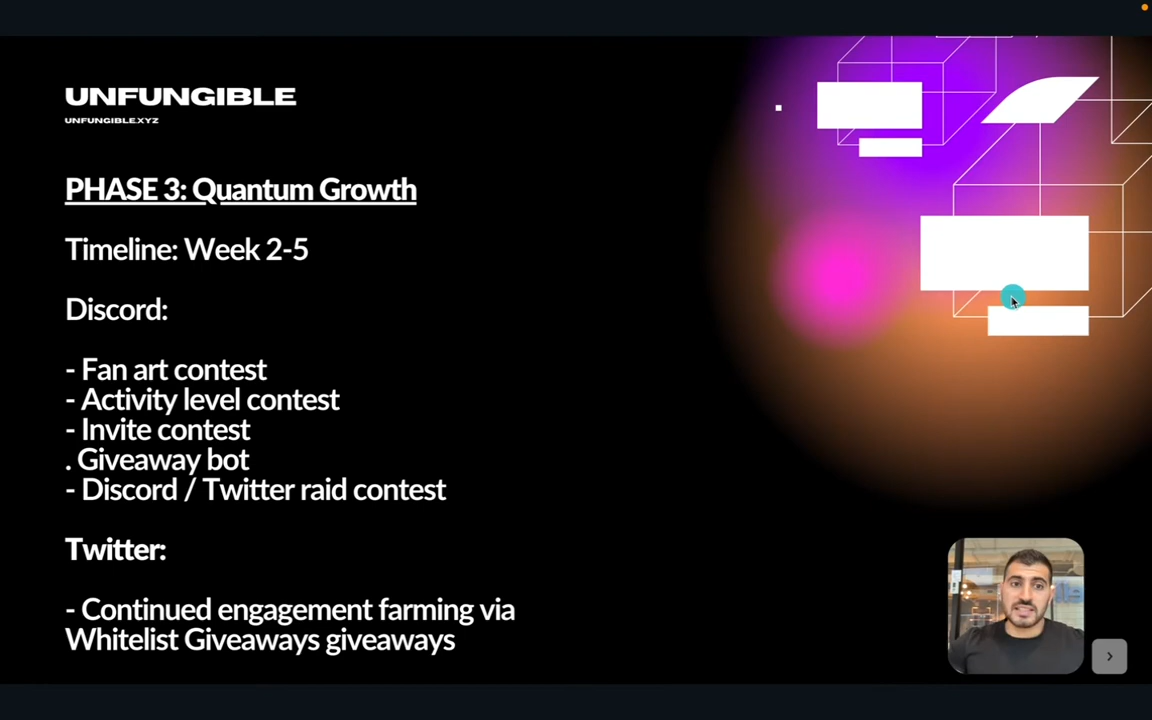 UNFUNGIBLE
UNFUNGIBLE.XYZ
PHASE 3: Quantum Growth
Timeline: Week 2-5
Discord:
- Fan art contest
- Activity level contest
- Invite contest
. Giveaway bot
- Discord / Twitter raid contest
Twitter:
- Continued engagement farming via
Whitelist Giveaways giveaways